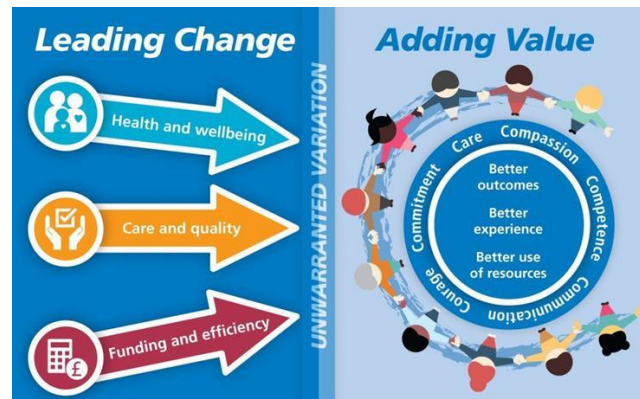 Leading Change
Health and wellbeing
Care and quality
Funding and efficiency
£
UNWARRANTED VARIATION
Adding Value
Care
Compassion
Competence
Communication
Courage
Commitment
Better
outcomes
Better
experience
Better use
of resources